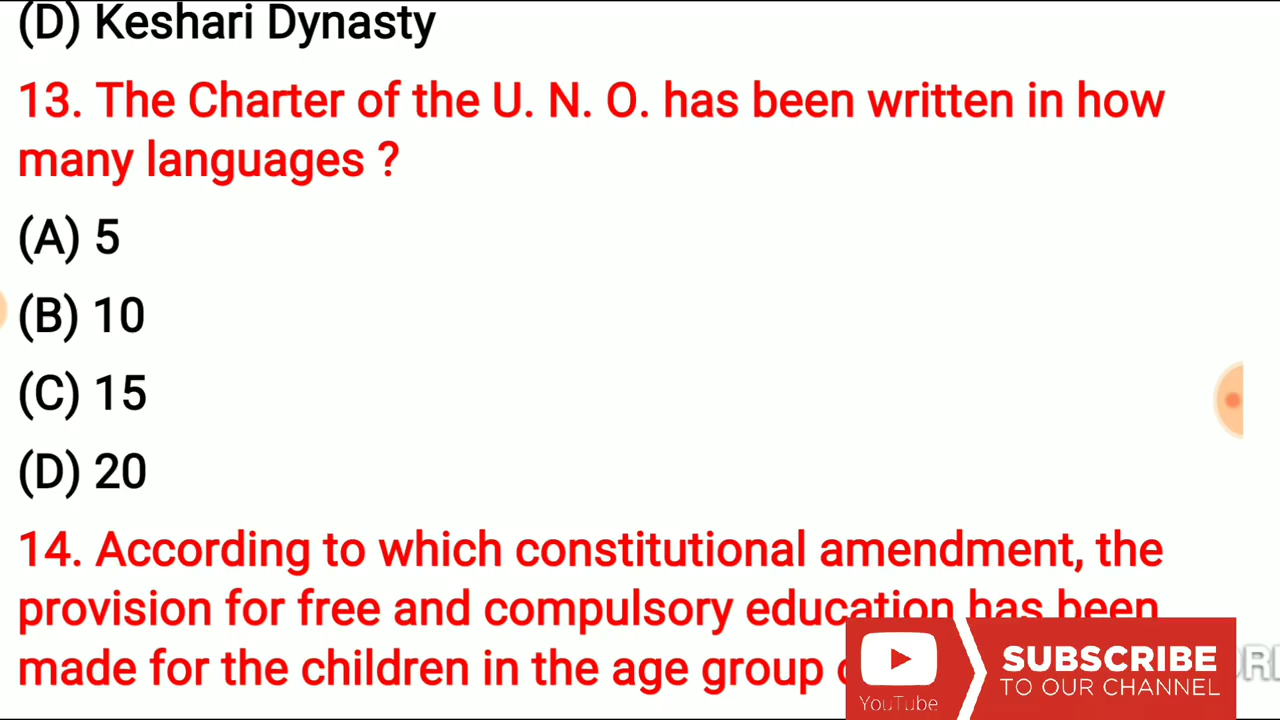 (D) Keshari Dynasty
13. The Charter of the U. N. O. has been written in how
many languages ?
(A) 5
(B) 10
(C) 15
(D) 20
14. According to which constitutional amendment, the
provision for free and compulsory education has been
made for the children in the age group
YouTube
SUBSCRIBE
TO OUR CHANNEL